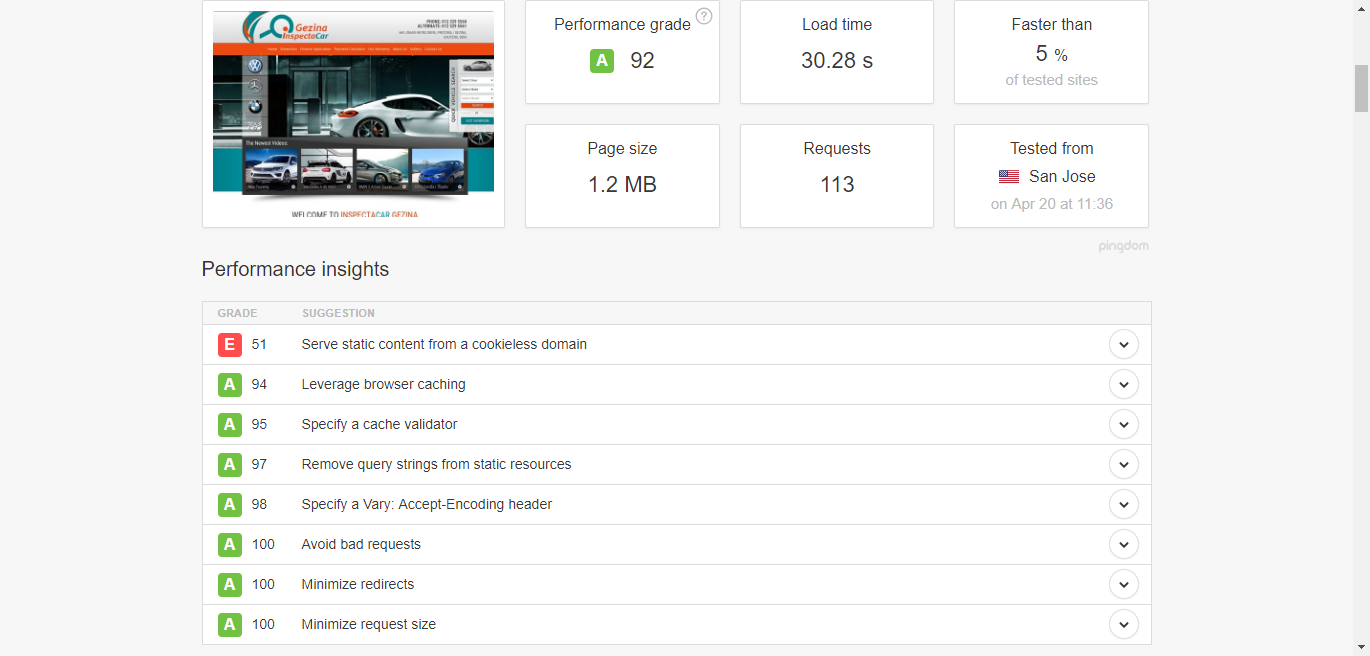 Gezina
InspectaCar
WELCOME TO INSPECTACAR GEZINA
The Newest Videos:
QUICK VEHICLE SEARCH
Performance grade ?
A 92
Load time
30.28 s
Faster than
5 %
of tested sites
Page size
1.2 MB
Requests
113
Tested from
San Jose
on Apr 20 at 11:36
pingdom
Performance insights
GRADE SUGGESTION
E 51 Serve static content from a cookieless domain
A 94 Leverage browser caching
A 95 Specify a cache validator
A 97 Remove query strings from static resources
A 98 Specify a Vary: Accept-Encoding header
A 100 Avoid bad requests
A 100 Minimize redirects
A 100 Minimize request size